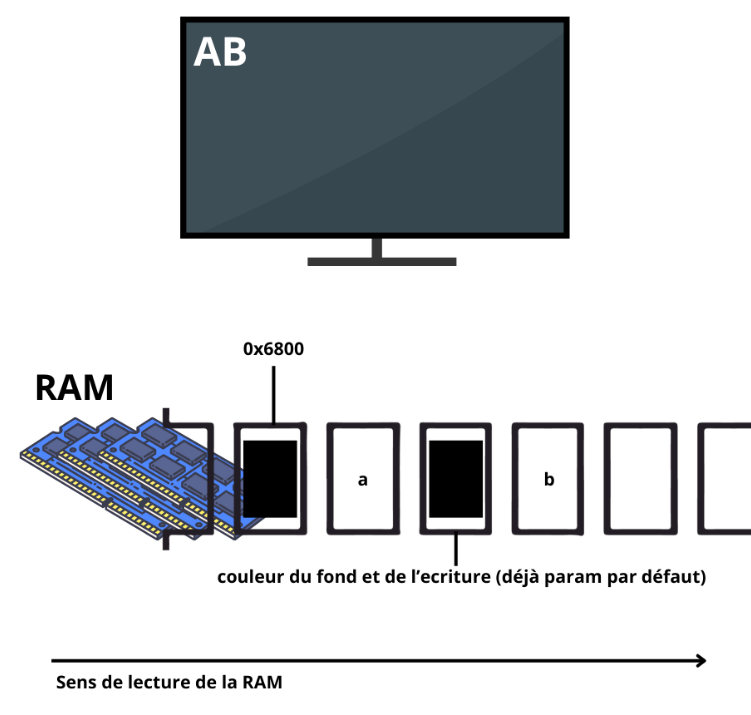 AB
0x6800
RAM
a
b
couleur du fond et de l'ecriture (déjà param par défaut)
Sens de lecture de la RAM